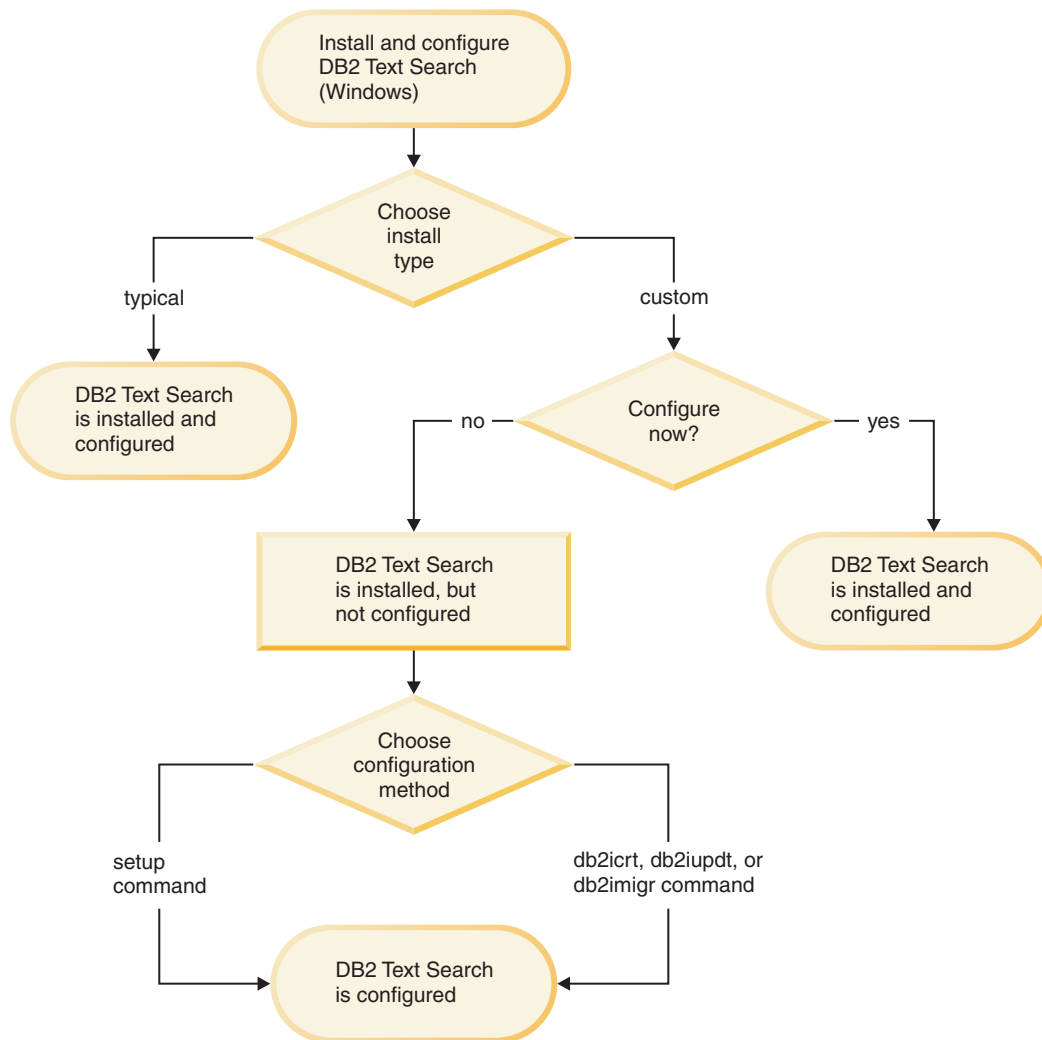 Install and configure
DB2 Text Search
(Windows)
Choose
install
type
typical
custom
DB2 Text Search
is installed and
configured
Configure
now?
no
yes
DB2 Text Search
is installed, but
not configured
DB2 Text Search
is installed and
configured
Choose
configuration
method
setup
command
db2icrt, db2iupdt, or
db2imigr command
DB2 Text Search
is configured